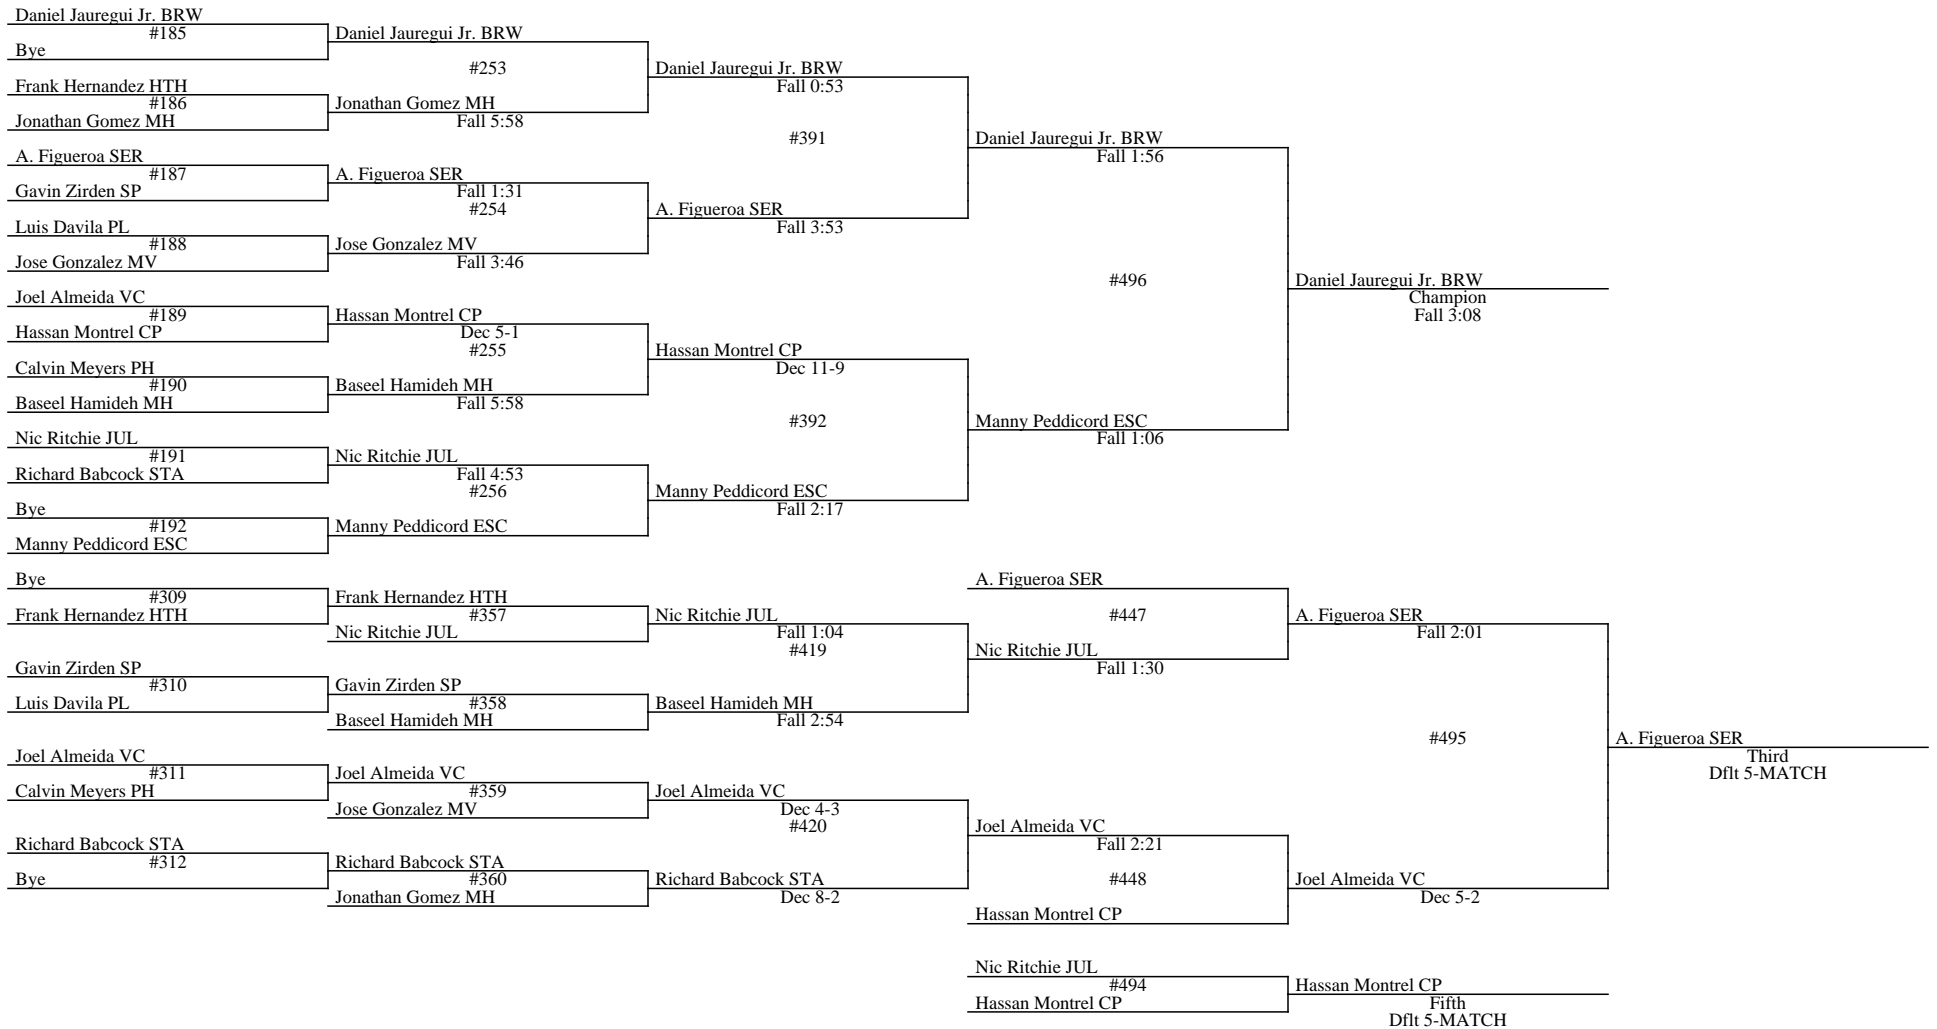 Daniel Jauregui Jr. BRW
#185
Bye
Daniel Jauregui Jr. BRW
#253
Frank Hernandez HTH
#186
Jonathan Gomez MH
Jonathan Gomez MH
Fall 5:58
Daniel Jauregui Jr. BRW
Fall 0:53
#391
A. Figueroa SER
#187
Gavin Zirden SP
A. Figueroa SER
Fall 1:31
#254
Luis Davila PL
#188
Jose Gonzalez MV
Jose Gonzalez MV
Fall 3:46
A. Figueroa SER
Fall 3:53
Daniel Jauregui Jr. BRW
Fall 1:56
#496
Joel Almeida VC
#189
Hassan Montrel CP
Hassan Montrel CP
Dec 5-1
#255
Calvin Meyers PH
#190
Baseel Hamideh MH
Baseel Hamideh MH
Fall 5:58
Hassan Montrel CP
Dec 11-9
#392
Nic Ritchie JUL
#191
Richard Babcock STA
Nic Ritchie JUL
Fall 4:53
#256
Bye
#192
Manny Peddicord ESC
Manny Peddicord ESC
Manny Peddicord ESC
Fall 2:17
Manny Peddicord ESC
Fall 1:06
Daniel Jauregui Jr. BRW
Champion
Fall 3:08
Bye
#309
Frank Hernandez HTH
Frank Hernandez HTH
#357
Nic Ritchie JUL
Nic Ritchie JUL
Fall 1:04
#419
Gavin Zirden SP
#310
Luis Davila PL
Gavin Zirden SP
#358
Baseel Hamideh MH
Baseel Hamideh MH
Fall 2:54
A. Figueroa SER
#447
Nic Ritchie JUL
Fall 1:30
A. Figueroa SER
Fall 2:01
#495
Joel Almeida VC
#311
Calvin Meyers PH
Joel Almeida VC
#359
Jose Gonzalez MV
Joel Almeida VC
Dec 4-3
#420
Richard Babcock STA
#312
Bye
Richard Babcock STA
#360
Jonathan Gomez MH
Richard Babcock STA
Dec 8-2
Joel Almeida VC
Fall 2:21
#448
Hassan Montrel CP
Joel Almeida VC
Dec 5-2
A. Figueroa SER
Third
Dflt 5-MATCH
Nic Ritchie JUL
#494
Hassan Montrel CP
Hassan Montrel CP
Fifth
Dflt 5-MATCH